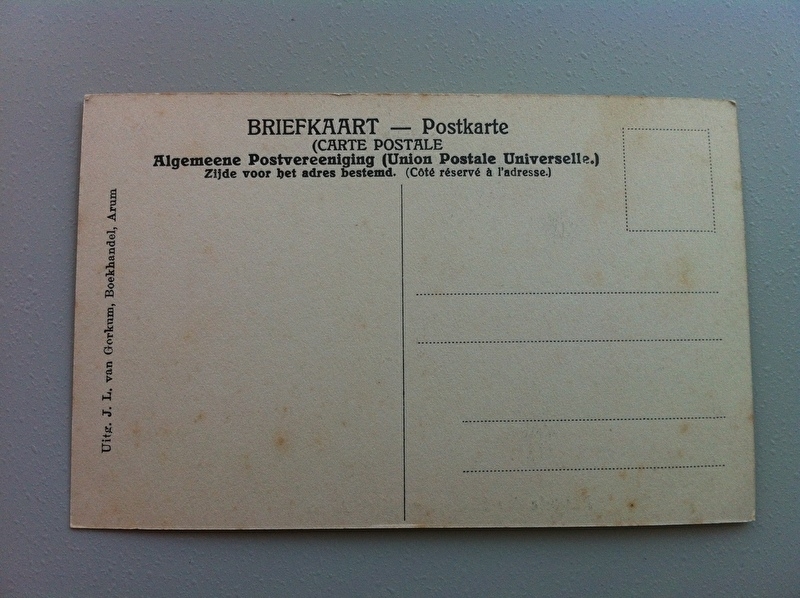 BRIEFKAART — Postkarte
(CARTE POSTALE
Algemeene Postvereeniging (Union Postale Universelle.)
Zijde voor het adres bestemd. (Côté réservé à l'adresse.)
Uitg. J. L. van Gorkum, Boekhandel, Arum